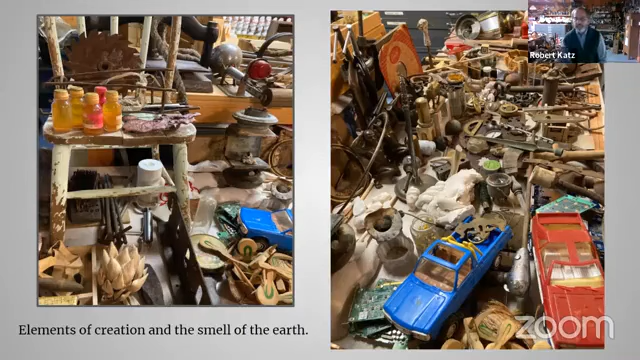 Robert Katz
Elements of creation and the smell of the earth.
zoom